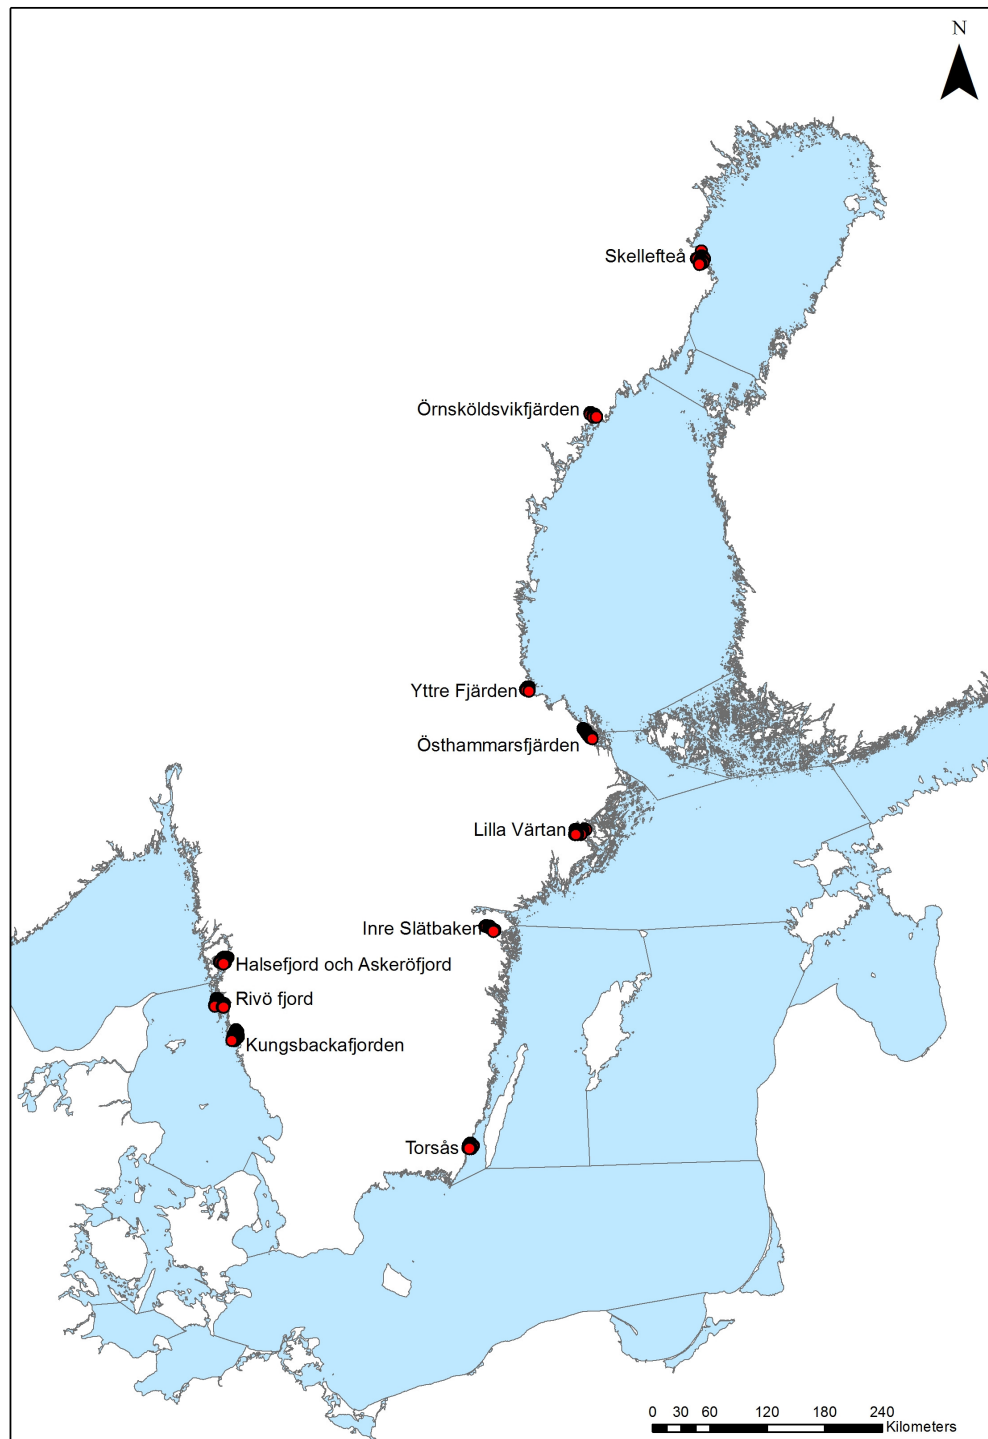 N
Skellefteå
Örnsköldsvikfjärden
Yttre Fjärden
Östhammarsfjärden
Lilla Värtan
Inre Slätbaken
Halsefjord och Askeröfjord
Rivö fjord
Kungsbackafjorden
Torsås
0 30 60 120 180 240
Kilometers